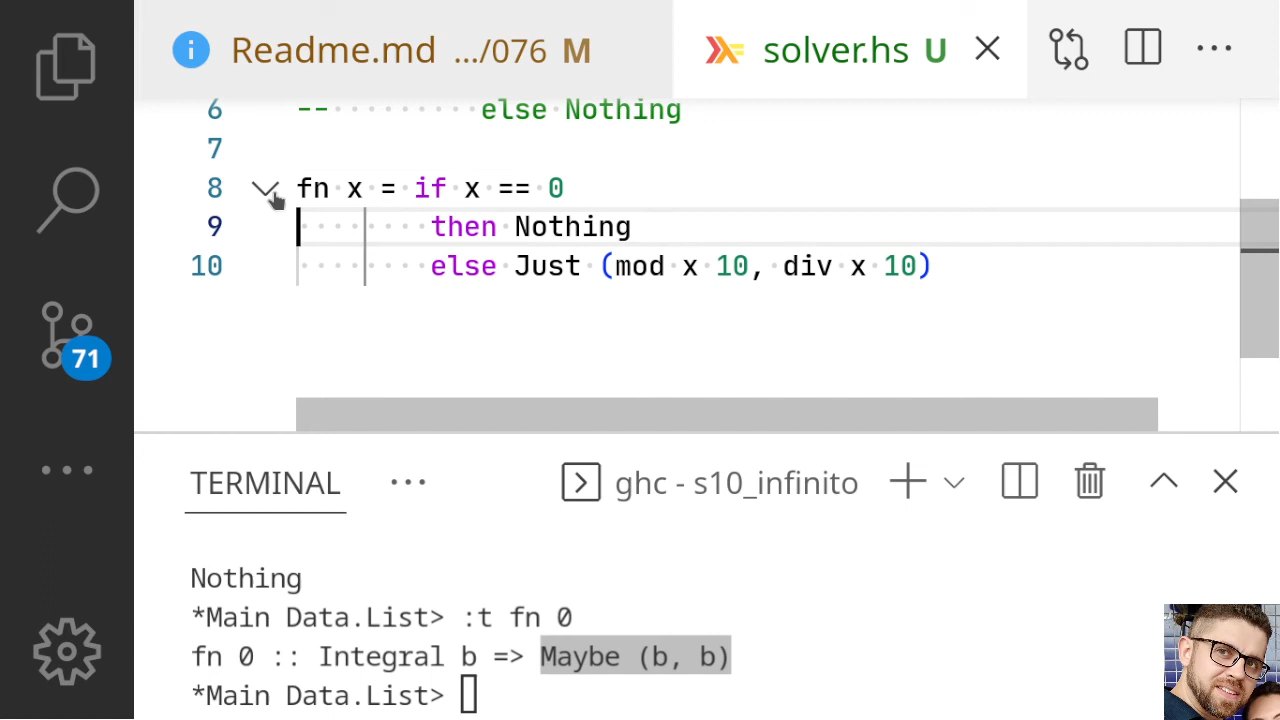 Readme.md .../076 M
solver.hs U
6 -- else Nothing
7
8 fn x = if x == 0
9 then Nothing
10 else Just (mod x 10, div x 10)
71
TERMINAL
ghc - s10_infinito
Nothing
*Main Data.List> :t fn 0
fn 0 :: Integral b => Maybe (b, b)
*Main Data.List>